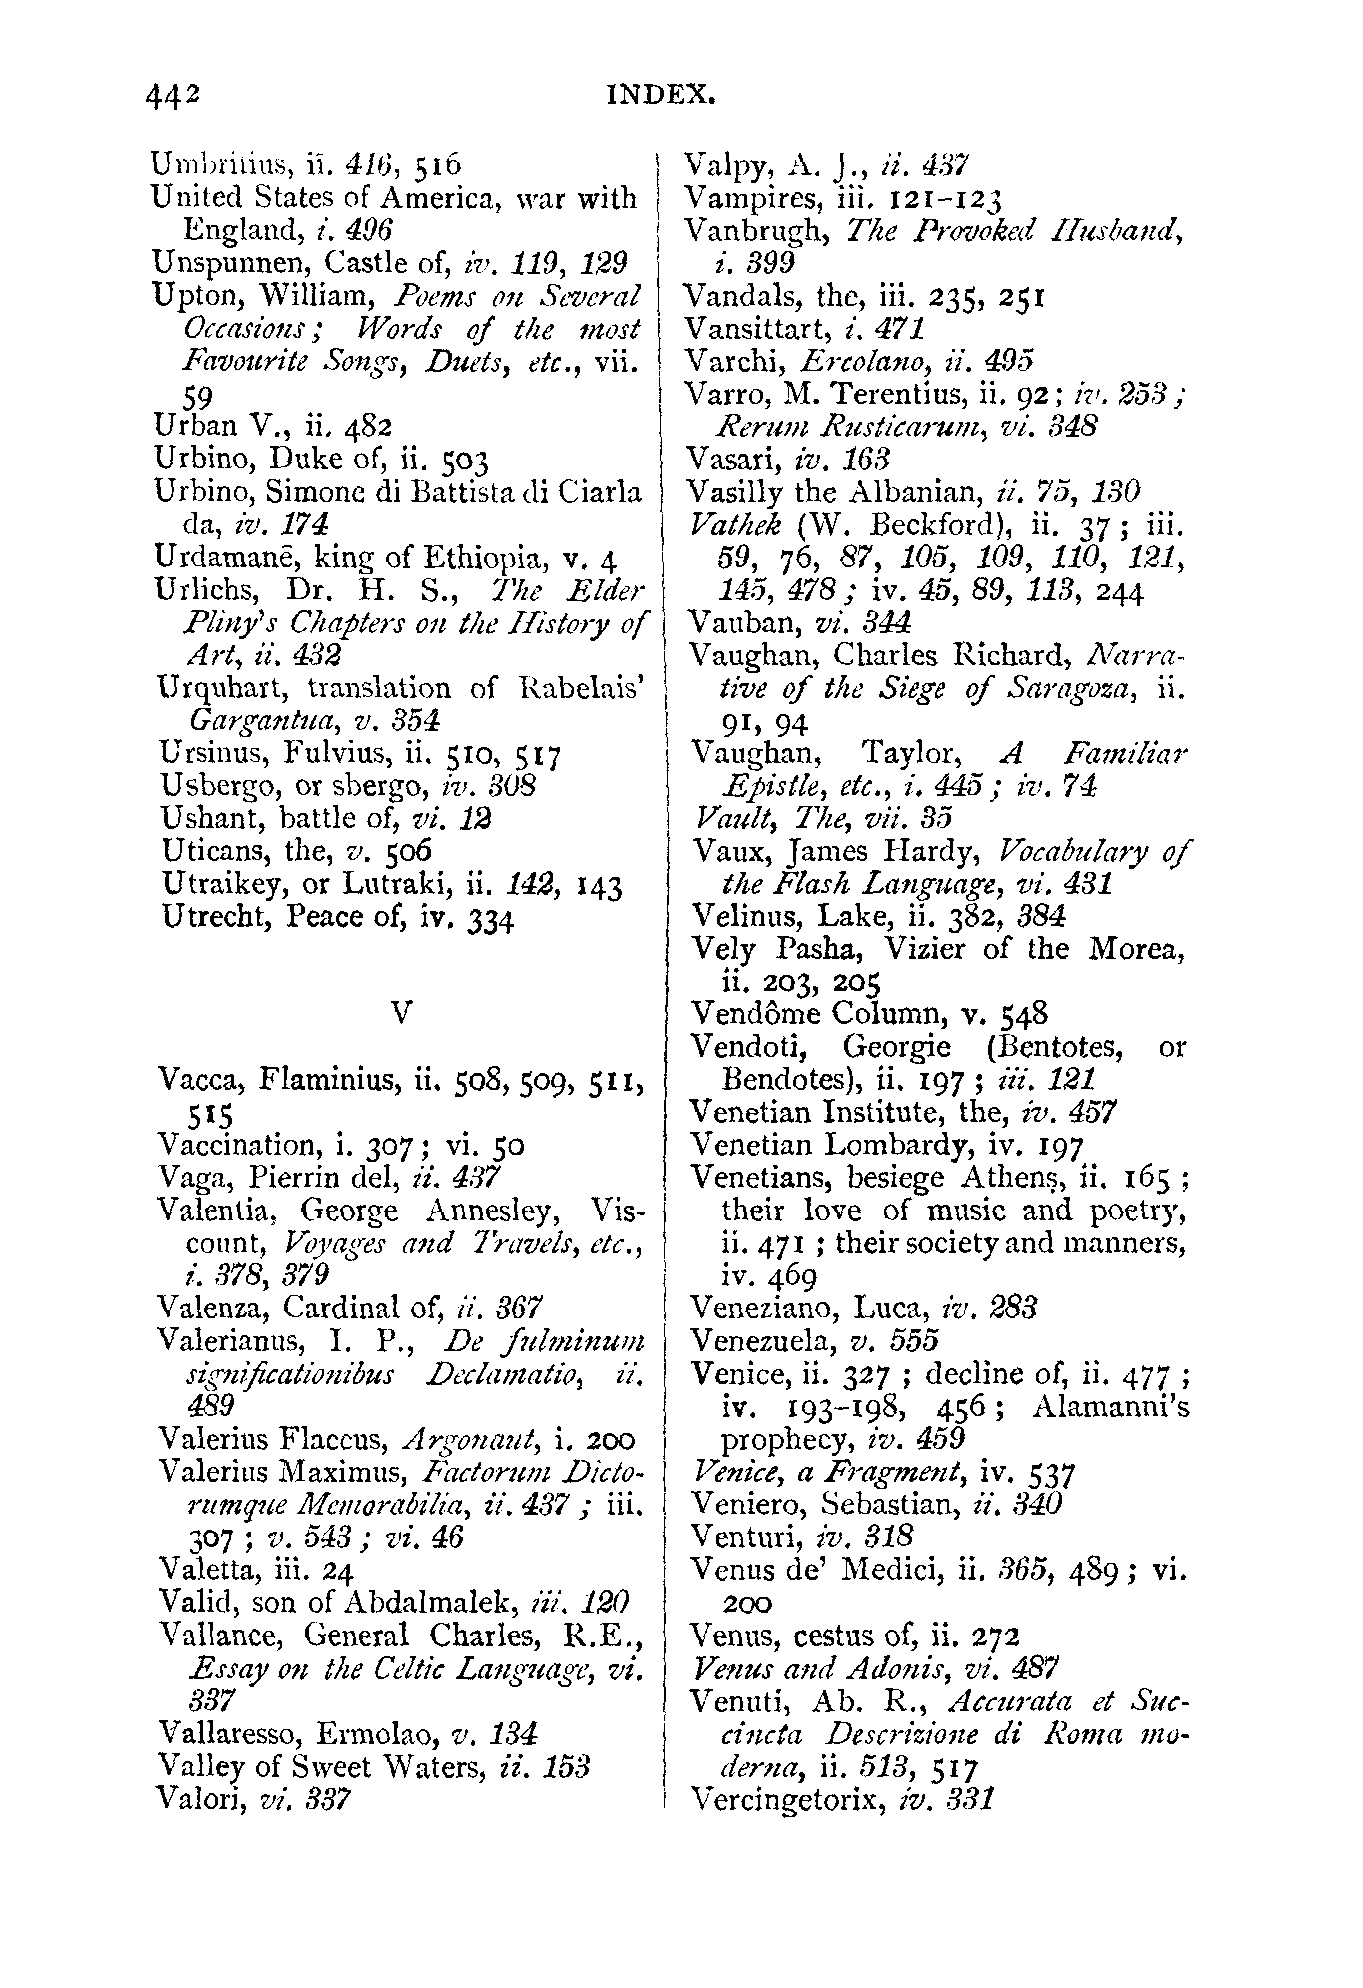 442 INDEX.
Umbritius, ii. 416, 516
United States of America, war with
England, i. 496
Unspunnen, Castle of, iv. 119, 129
Upton, William, Poems on Several
Occasions; Words of the most
Favourite Songs, Duets, etc., vii.
59
Urban V., ii. 482
Urbino, Duke of, ii. 503
Urbino, Simone di Battista di Ciarla
da, iv. 174
Urdamanē, king of Ethiopia, v. 4
Urlichs, Dr. H. S., The Elder
Pliny's Chapters on the History of
Art, ii. 432
Urquhart, translation of Rabelais'
Gargantua, v. 354
Ursinus, Fulvius, ii. 510, 517
Usbergo, or sbergo, iv. 308
Ushant, battle of, vi. 12
Uticans, the, v. 506
Utraikey, or Lutraki, ii. 142, 143
Utrecht, Peace of, iv. 334
V
Vacca, Flaminius, ii. 508, 509, 511,
515
Vaccination, i. 307; vi. 50
Vaga, Pierrin del, ii. 437
Valentia, George Annesley, Vis-
count, Voyages and Travels, etc.,
i. 378, 379
Valenza, Cardinal of, ii. 367
Valerianus, I. P., De fulminum
significationibus Declamatio, ii.
489
Valerius Flaccus, Argonaut, i. 200
Valerius Maximus, Factorum Dicto-
rumque Memorabilia, ii. 437; iii.
307; v. 543; vi. 46
Valetta, iii. 24
Valid, son of Abdalmalek, iii. 120
Vallance, General Charles, R.E.,
Essay on the Celtic Language, vi.
337
Vallaresso, Ermolao, v. 134
Valley of Sweet Waters, ii. 153
Valori, vi. 337
Valpy, A. J., ii. 437
Vampires, iii. 121-123
Vanbrugh, The Provoked Husband,
i. 399
Vandals, the, iii. 235, 251
Vansittart, i. 471
Varchi, Ercolano, ii. 495
Varro, M. Terentius, ii. 92; iv. 253;
Rerum Rusticarum, vi. 348
Vasari, iv. 163
Vasilly the Albanian, ii. 75, 130
Vathek (W. Beckford), ii. 37; iii.
59, 76, 87, 105, 109, 110, 121,
145, 478; iv. 45, 89, 113, 244
Vauban, vi. 344
Vaughan, Charles Richard, Narra-
tive of the Siege of Saragoza, ii.
91, 94
Vaughan, Taylor, A Familiar
Epistle, etc., i. 445; iv. 74
Vault, The, vii. 35
Vaux, James Hardy, Vocabulary of
the Flash Language, vi. 431
Velinus, Lake, ii. 382, 384
Vely Pasha, Vizier of the Morea,
ii. 203, 205
Vendôme Column, v. 548
Vendoti, Georgie (Bentotes, or
Bendotes), ii. 197; iii. 121
Venetian Institute, the, iv. 457
Venetian Lombardy, iv. 197
Venetians, besiege Athens, ii. 165;
their love of music and poetry,
ii. 471; their society and manners,
iv. 469
Veneziano, Luca, iv. 283
Venezuela, v. 555
Venice, ii. 327; decline of, ii. 477;
iv. 193-198, 456; Alamanni's
prophecy, iv. 459
Venice, a Fragment, iv. 537
Veniero, Sebastian, ii. 340
Venturi, iv. 318
Venus de' Medici, ii. 365, 489; vi.
200
Venus, cestus of, ii. 272
Venus and Adonis, vi. 487
Venuti, Ab. R., Accurata et Suc-
cincta Descrizione di Roma mo-
derna, ii. 513, 517
Vercingetorix, iv. 331